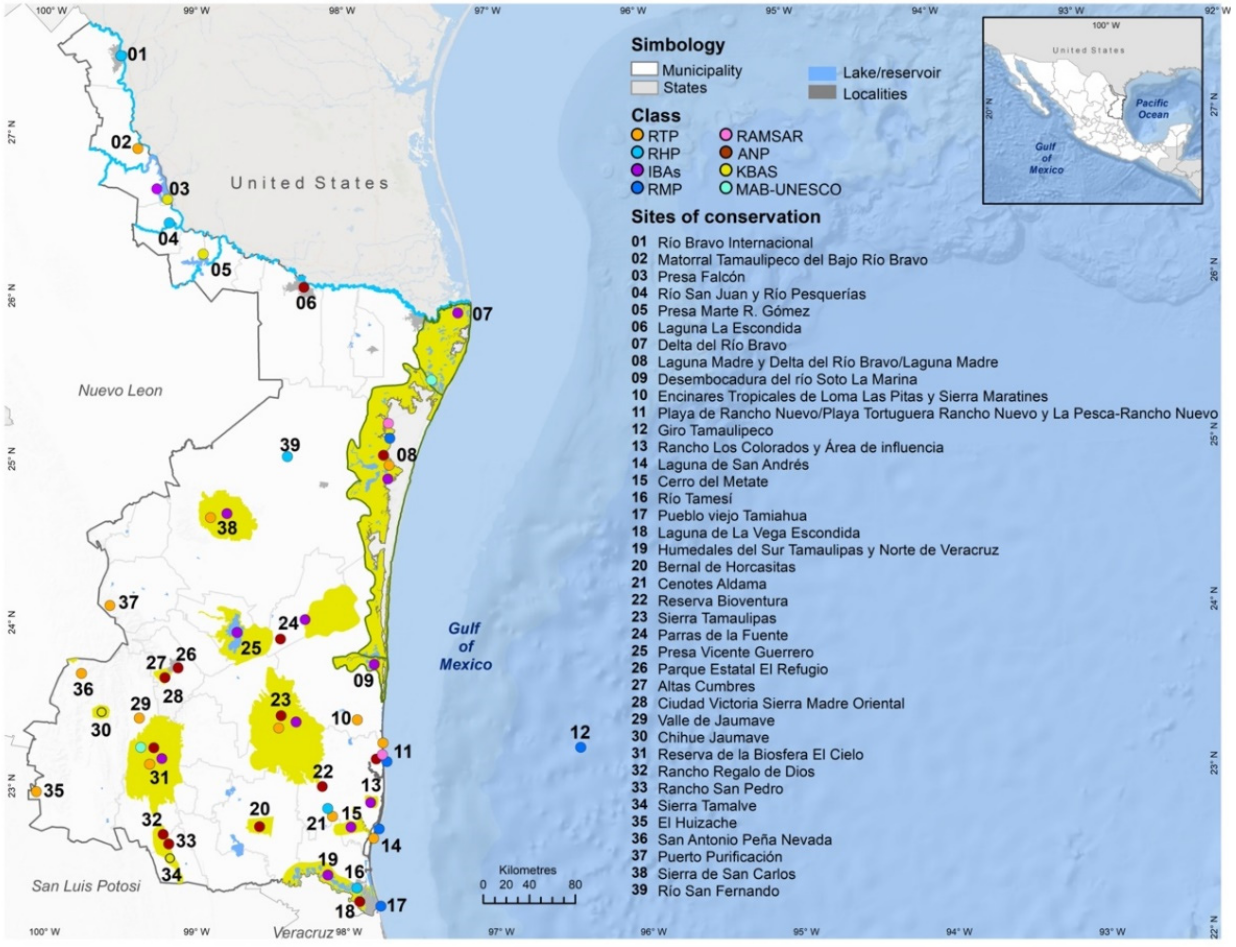 100° W 99° W 98° W 97° W 96° W 95° W 94° W 93° W 92° W
27° N
26° N
25° N
24° N
23° N
27° N
26° N
25° N
24° N
23° N
22° N
01
02
03
04
05
06
07
08
39
38
37
24
25
26
27
28
36
30
29
09
23
10
12
11
31
35
22
13
32
33
20
21
15
14
34
19
16
18
17
United States
Nuevo Leon
San Luis Potosi
Veracruz
Gulf
of
Mexico
Kilometres
0 20 40 80
Simbology
Municipality
States
Lake/reservoir
Localities
Class
RTP
RHP
IBAs
RMP
RAMSAR
ANP
KBAS
MAB-UNESCO
Sites of conservation
01 Río Bravo Internacional
02 Matorral Tamaulipeco del Bajo Río Bravo
03 Presa Falcón
04 Río San Juan y Río Pesquerías
05 Presa Marte R. Gómez
06 Laguna La Escondida
07 Delta del Río Bravo
08 Laguna Madre y Delta del Río Bravo/Laguna Madre
09 Desembocadura del río Soto La Marina
10 Encinares Tropicales de Loma Las Pitas y Sierra Maratines
11 Playa de Rancho Nuevo/Playa Tortuguera Rancho Nuevo y La Pesca-Rancho Nuevo
12 Giro Tamaulipeco
13 Rancho Los Colorados y Área de influencia
14 Laguna de San Andrés
15 Cerro del Metate
16 Río Tamesí
17 Pueblo viejo Tamiahua
18 Laguna de La Vega Escondida
19 Humedales del Sur Tamaulipas y Norte de Veracruz
20 Bernal de Horcasitas
21 Cenotes Aldama
22 Reserva Bioventura
23 Sierra Tamaulipas
24 Parras de la Fuente
25 Presa Vicente Guerrero
26 Parque Estatal El Refugio
27 Altas Cumbres
28 Ciudad Victoria Sierra Madre Oriental
29 Valle de Jaumave
30 Chihue Jaumave
31 Reserva de la Biosfera El Cielo
32 Rancho Regalo de Dios
33 Rancho San Pedro
34 Sierra Tamalve
35 El Huizache
36 San Antonio Peña Nevada
37 Puerto Purificación
38 Sierra de San Carlos
39 Río San Fernando
100° W
United States
20° N
Pacific
Ocean
Gulf
of
Mexico
100° W 99° W 98° W 97° W 96° W 95° W 94° W 93° W